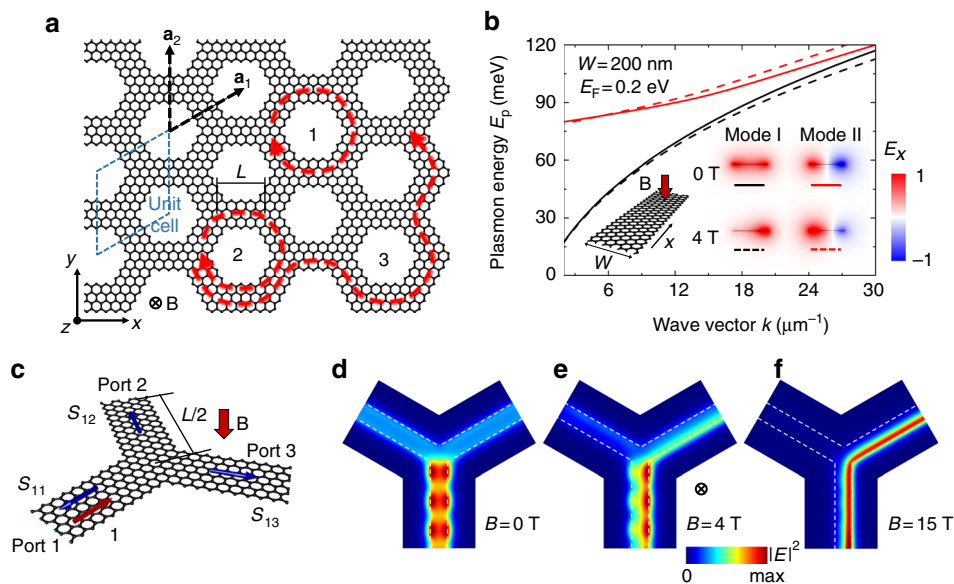 a
a₂
a₁
1
L
Unit
cell
2
3
y
⊗ B
z
x
b
Plasmon energy Eₚ (meV)
120
90
60
30
0
W = 200 nm
E_F = 0.2 eV
Mode I
Mode II
0 T
4 T
B
W
x
E_x
1
−1
6
12
18
24
30
Wave vector k (μm⁻¹)
c
Port 2
S₁₂
L/2
B
Port 3
S₁₁
S₁₃
Port 1
1
d
B = 0 T
e
⊗
B = 4 T
|E|²
0
max
f
B = 15 T